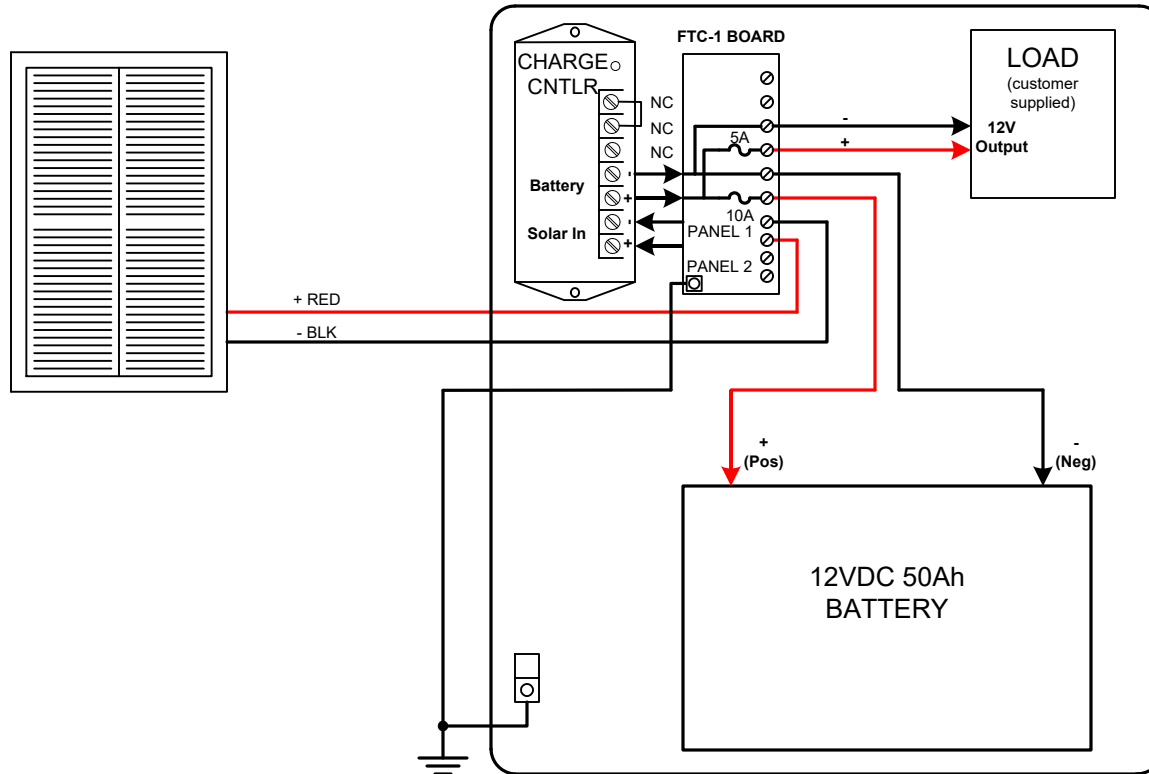 FTC-1 BOARD
CHARGE
CNTLR
NC
NC
NC
Battery
-
+
Solar In
-
+
5A
10A
PANEL 1
PANEL 2
-
+
LOAD
(customer
supplied)
12V
Output
+ RED
- BLK
+
(Pos)
-
(Neg)
12VDC 50Ah
BATTERY